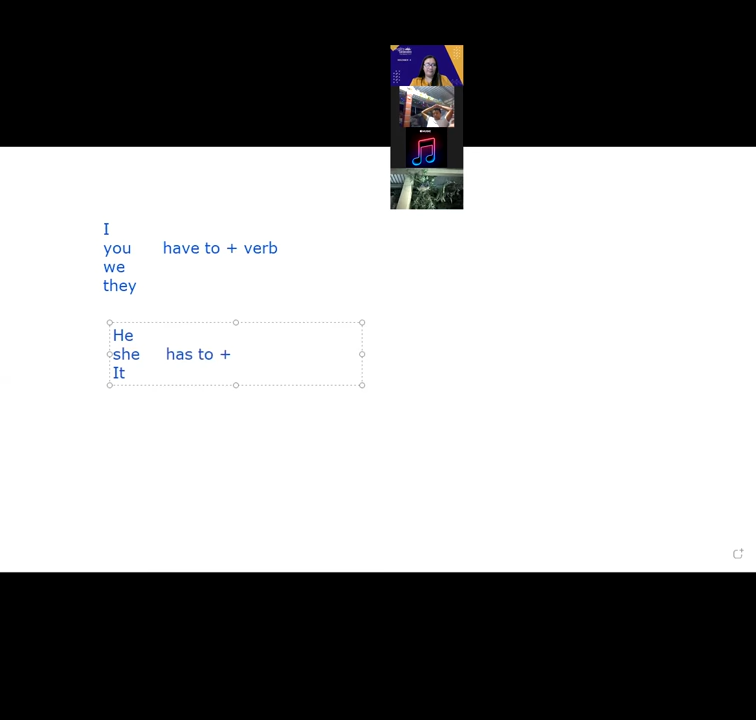 I
you have to + verb
we
they
He
she has to +
It